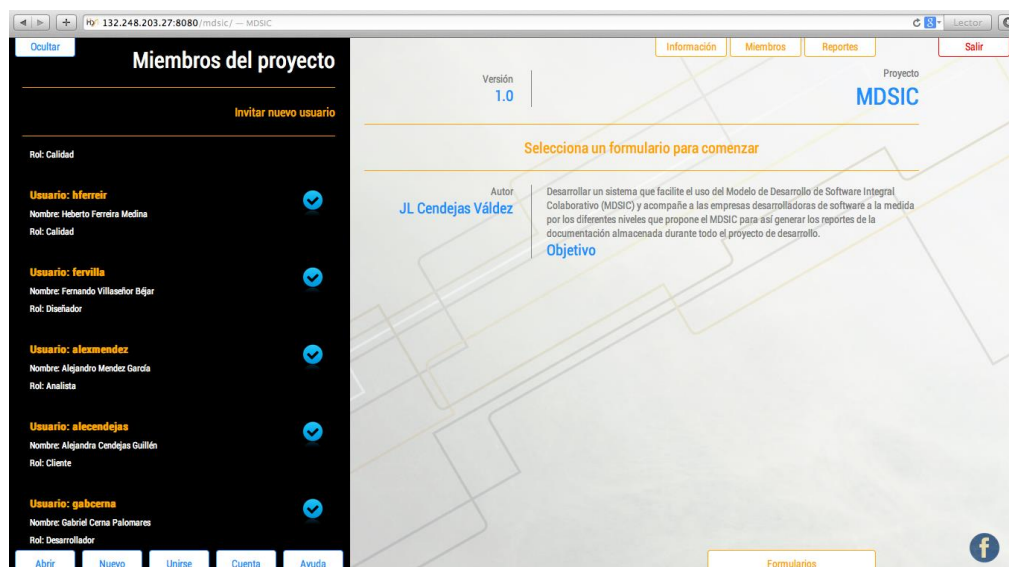 132.248.203.27:8080/mdsic/ — MDSIC
Lector
Ocultar
Miembros del proyecto
Invitar nuevo usuario
Rol: Calidad
Usuario: hferreir
Nombre: Heberto Ferreira Medina
Rol: Calidad
Usuario: fervilla
Nombre: Fernando Villaseñor Béjar
Rol: Diseñador
Usuario: alexmendez
Nombre: Alejandro Mendez García
Rol: Analista
Usuario: alecendejas
Nombre: Alejandra Cendejas Guillén
Rol: Cliente
Usuario: gabcerna
Nombre: Gabriel Cerna Palomares
Rol: Desarrollador
Abrir Nuevo Unirse Cuenta Ayuda
Información Miembros Reportes Salir
Versión
1.0
Proyecto
MDSIC
Selecciona un formulario para comenzar
Autor
JL Cendejas Váldez
Desarrollar un sistema que facilite el uso del Modelo de Desarrollo de Software Integral
Colaborativo (MDSIC) y acompañe a las empresas desarrolladoras de software a la medida
por los diferentes niveles que propone el MDSIC para así generar los reportes de la
documentación almacenada durante todo el proyecto de desarrollo.
Objetivo
Formularios